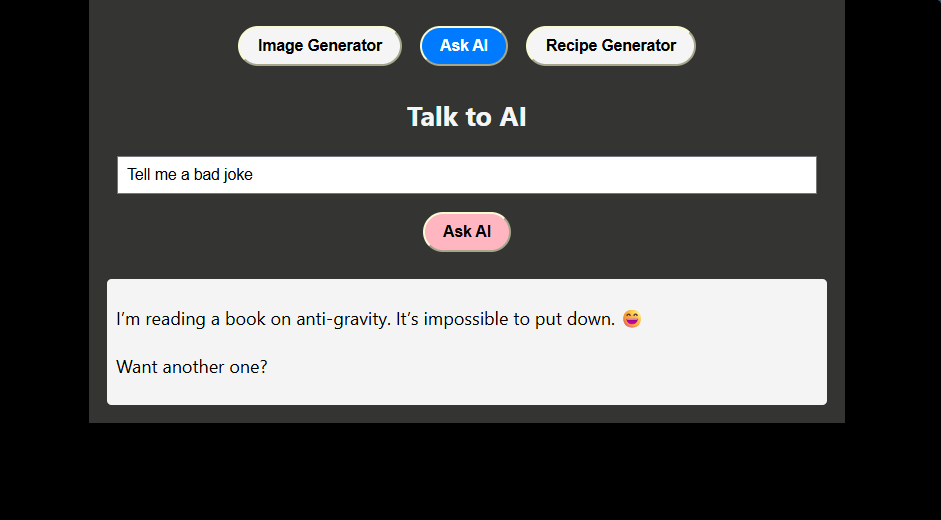 Image Generator Ask AI Recipe Generator
Talk to AI
Tell me a bad joke
Ask AI
I’m reading a book on anti-gravity. It’s impossible to put down. 😄
Want another one?